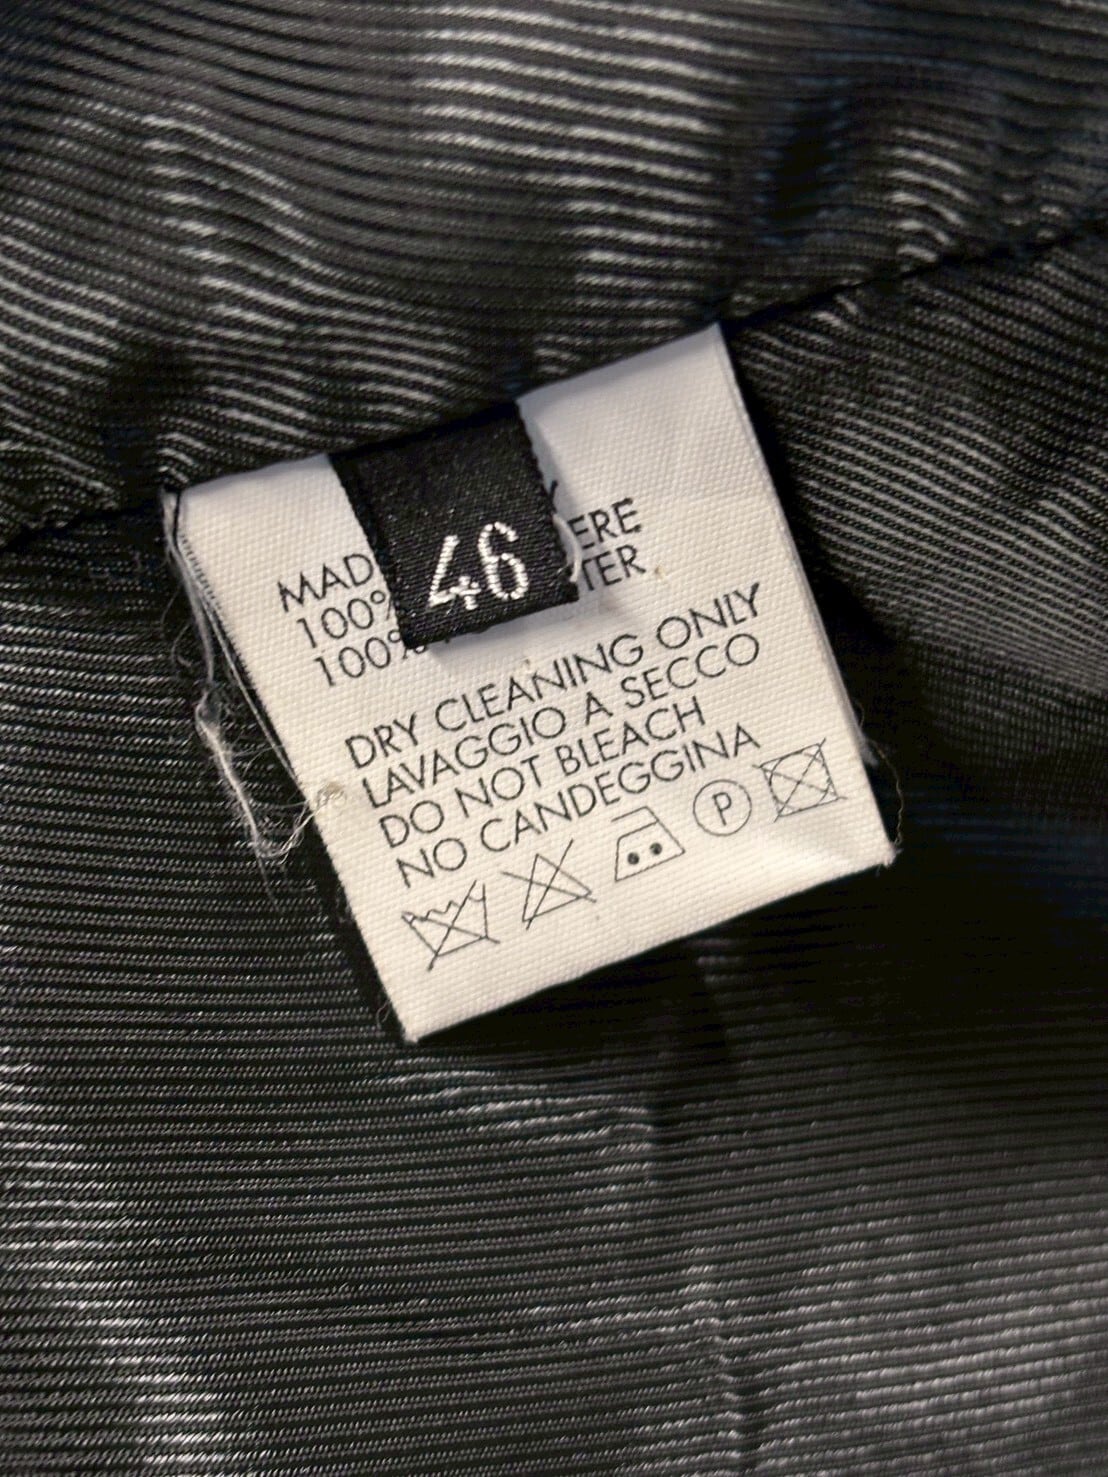 46
MAD
100%
100%
ERE
TER
DRY CLEANING ONLY
LAVAGGIO A SECCO
DO NOT BLEACH
NO CANDEGGINA
P